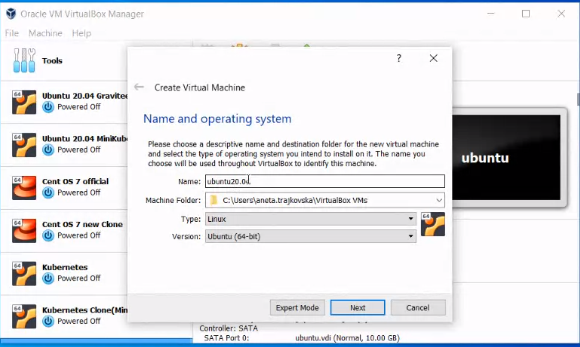 Oracle VM VirtualBox Manager
File Machine Help
Tools
Ubuntu 20.04 Gravitee
Powered Off
Ubuntu 20.04 MiniKub
Powered Off
Cent OS 7 official
Powered Off
Cent OS 7 new Clone
Powered Off
Kubernetes
Powered Off
Kubernetes Clone(Min
Powered Off
?
Create Virtual Machine
Name and operating system
Please choose a descriptive name and destination folder for the new virtual machine
and select the type of operating system you intend to install on it. The name you
choose will be used throughout VirtualBox to identify this machine.
Name: ubuntu20.04
Machine Folder: C:\Users\aneta.trajkovska\VirtualBox VMs
Type: Linux
Version: Ubuntu (64-bit)
64
Expert Mode Next Cancel
ubuntu
Controller: SATA
SATA Port 0: ubuntu.vdi (Normal, 10.00 GB)